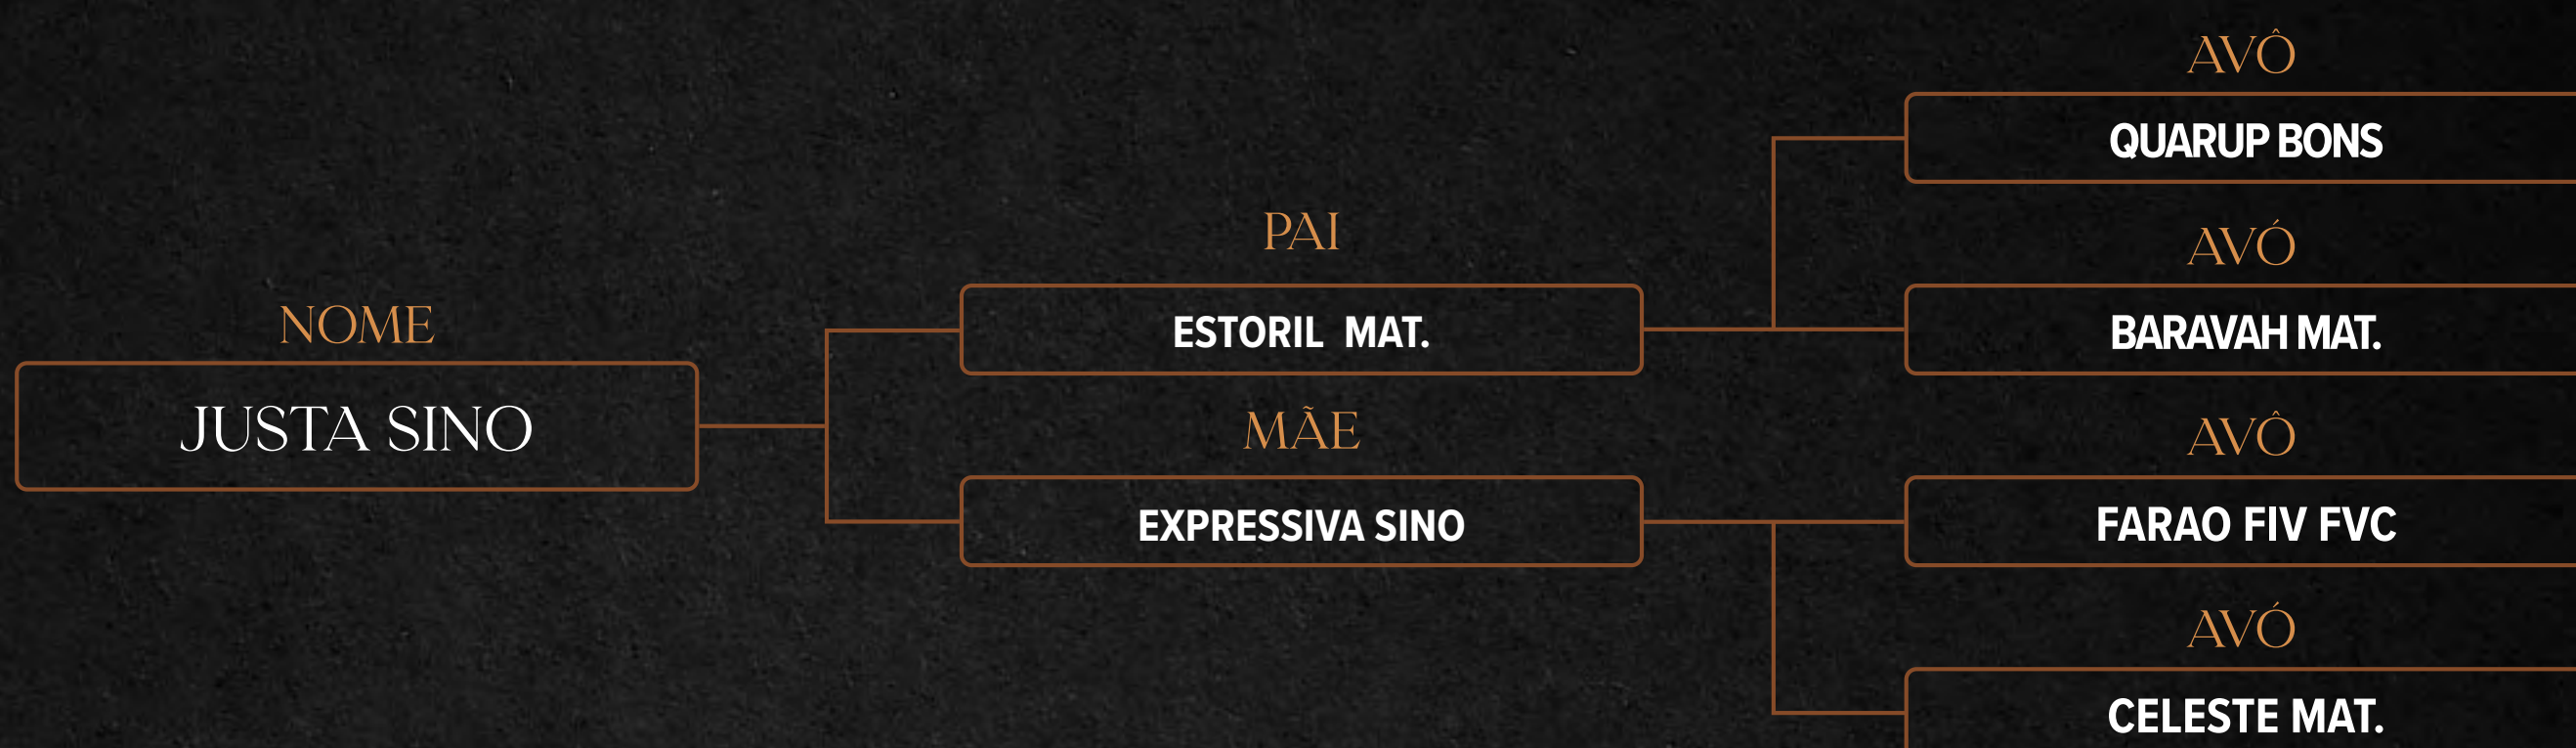 NOME
JUSTA SINO
PAI
ESTORIL MAT.
MÃE
EXPRESSIVA SINO
AVÔ
QUARUP BONS
AVÓ
BARAVAH MAT.
AVÔ
FARAO FIV FVC
AVÓ
CELESTE MAT.